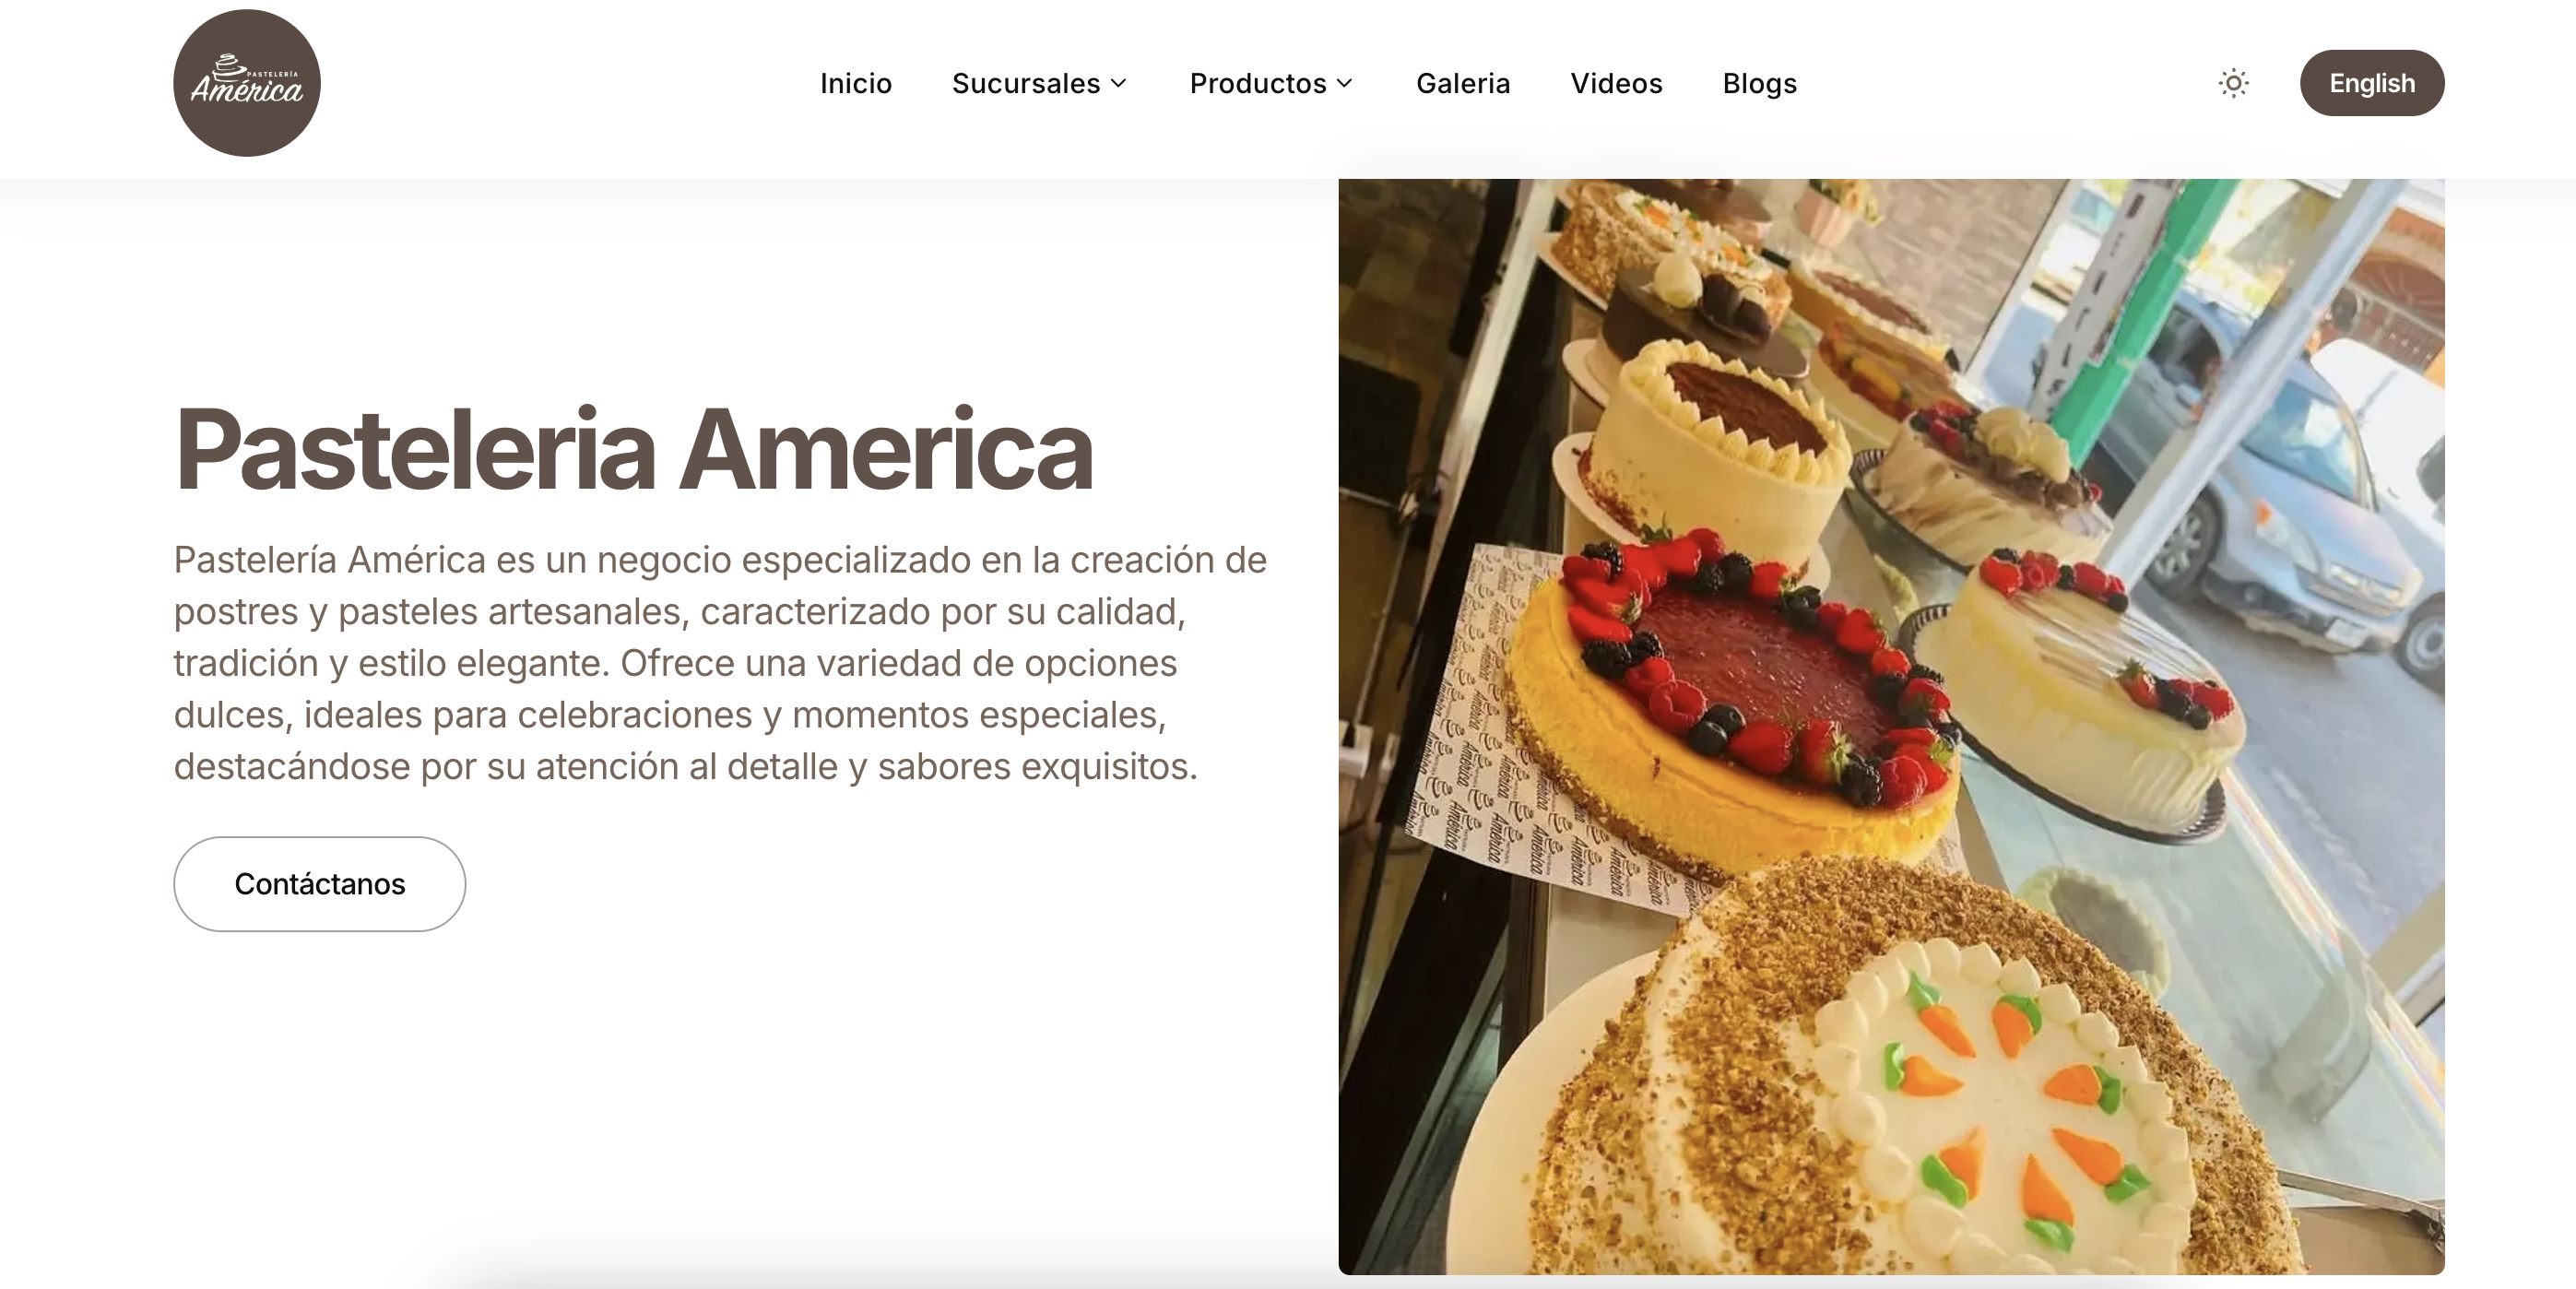 PASTELERÍA
América
Inicio
Sucursales
Productos
Galeria
Videos
Blogs
English
Pasteleria America
Pastelería América es un negocio especializado en la creación de
postres y pasteles artesanales, caracterizado por su calidad,
tradición y estilo elegante. Ofrece una variedad de opciones
dulces, ideales para celebraciones y momentos especiales,
destacándose por su atención al detalle y sabores exquisitos.
Contáctanos
América